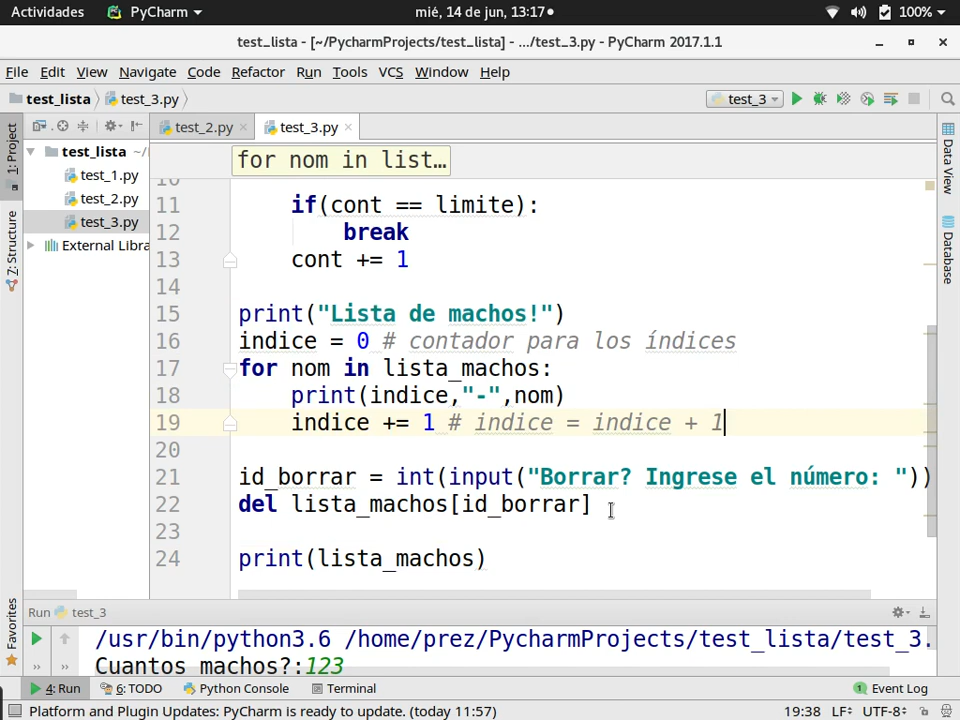 Actividades PyCharm mié, 14 de jun, 13:17 100%
test_lista - [~/PycharmProjects/test_lista] - .../test_3.py - PyCharm 2017.1.1
File Edit View Navigate Code Refactor Run Tools VCS Window Help
test_lista test_3.py test_3
1: Project
7: Structure
Favorites
Data View
Database
test_2.py test_3.py
test_lista ~/
test_1.py
test_2.py
test_3.py
External Libra
for nom in list…
10
11 if(cont == limite):
12 break
13 cont += 1
14
15 print("Lista de machos!")
16 indice = 0 # contador para los índices
17 for nom in lista_machos:
18 print(indice,"-",nom)
19 indice += 1 # indice = indice + 1
20
21 id_borrar = int(input("Borrar? Ingrese el número: "))
22 del lista_machos[id_borrar]
23
24 print(lista_machos)
Run test_3
/usr/bin/python3.6 /home/prez/PycharmProjects/test_lista/test_3.
Cuantos machos?:123
4: Run 6: TODO Python Console Terminal 1 Event Log
Platform and Plugin Updates: PyCharm is ready to update. (today 11:57) 19:38 LF UTF-8